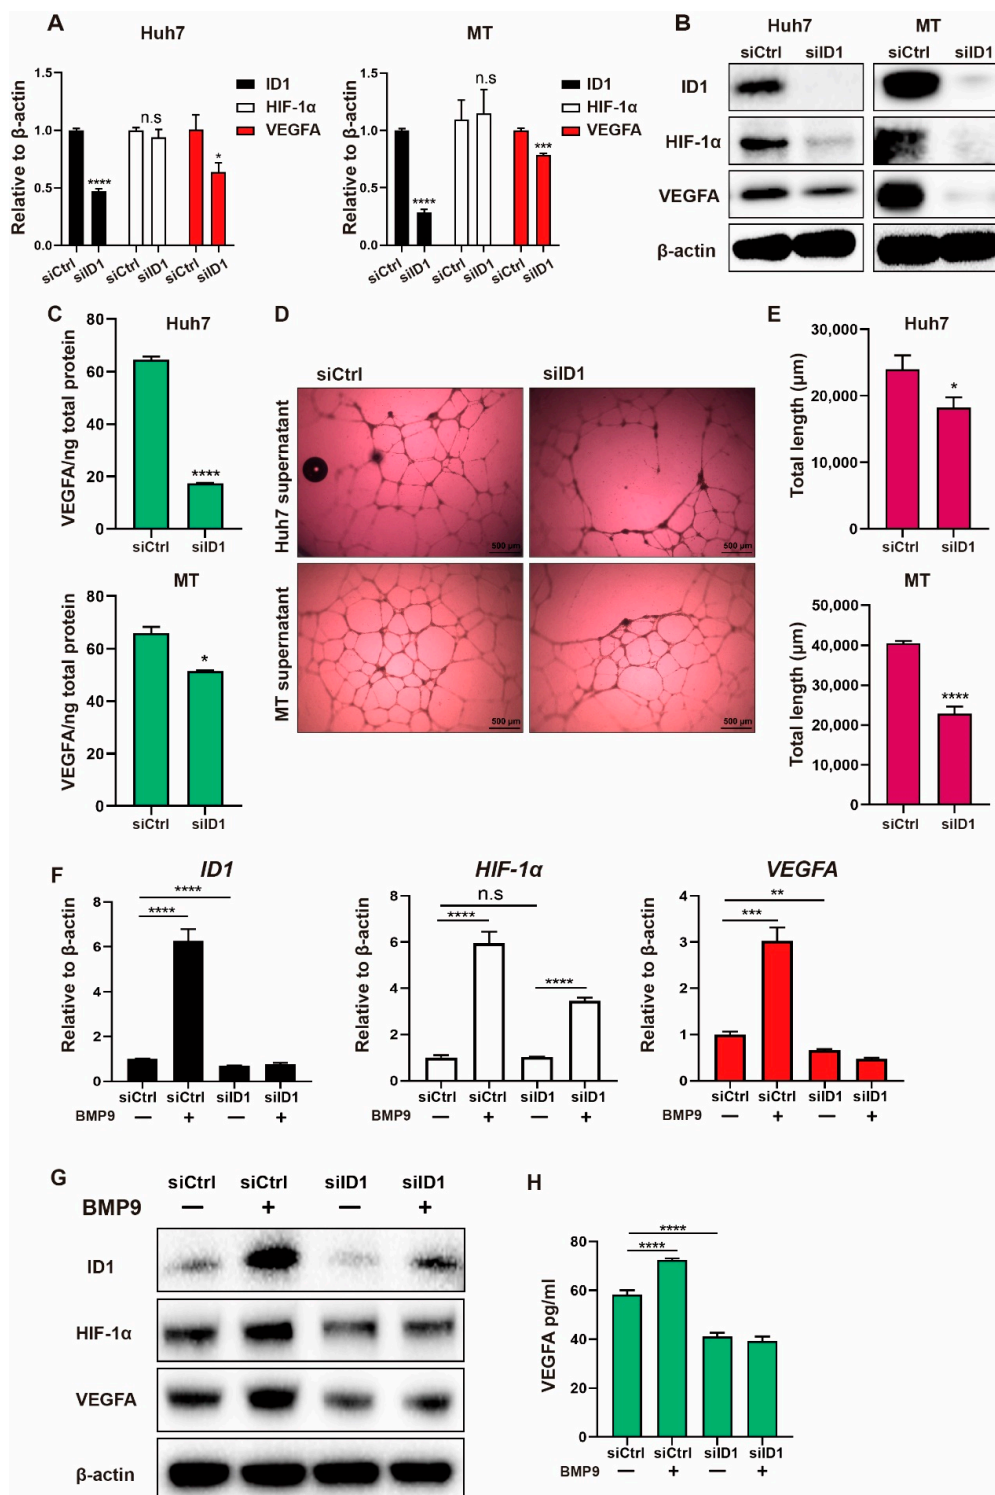 A
Huh7
MT
1.5
1.0
0.5
0.0
Relative to β-actin
n.s
****
*
ID1
HIF-1α
VEGFA
siCtrl
siID1
siCtrl
siID1
siCtrl
siID1
1.5
1.0
0.5
0.0
Relative to β-actin
n.s
****
***
ID1
HIF-1α
VEGFA
siCtrl
siID1
siCtrl
siID1
siCtrl
siID1
B
Huh7
MT
siCtrl siID1 siCtrl siID1
ID1
HIF-1α
VEGFA
β-actin
C
Huh7
80
60
40
20
0
VEGFA/ng total protein
****
siCtrl siID1
MT
80
60
40
20
0
VEGFA/ng total protein
*
siCtrl siID1
D
siCtrl siID1
Huh7 supernatant
500 µm
500 µm
MT supernatant
500 µm
500 µm
E
Huh7
30,000
20,000
10,000
0
Total length (µm)
*
siCtrl siID1
MT
50,000
40,000
30,000
20,000
10,000
0
Total length (µm)
****
siCtrl siID1
F
ID1
8
6
4
2
0
Relative to β-actin
****
****
siCtrl siCtrl siID1 siID1
BMP9 — + — +
HIF-1α
8
6
4
2
0
Relative to β-actin
n.s
****
****
siCtrl siCtrl siID1 siID1
BMP9 — + — +
VEGFA
4
3
2
1
0
Relative to β-actin
**
***
siCtrl siCtrl siID1 siID1
BMP9 — + — +
G
siCtrl siCtrl siID1 siID1
BMP9 — + — +
ID1
HIF-1α
VEGFA
β-actin
H
80
60
40
20
0
VEGFA pg/ml
****
****
siCtrl siCtrl siID1 siID1
BMP9 — + — +